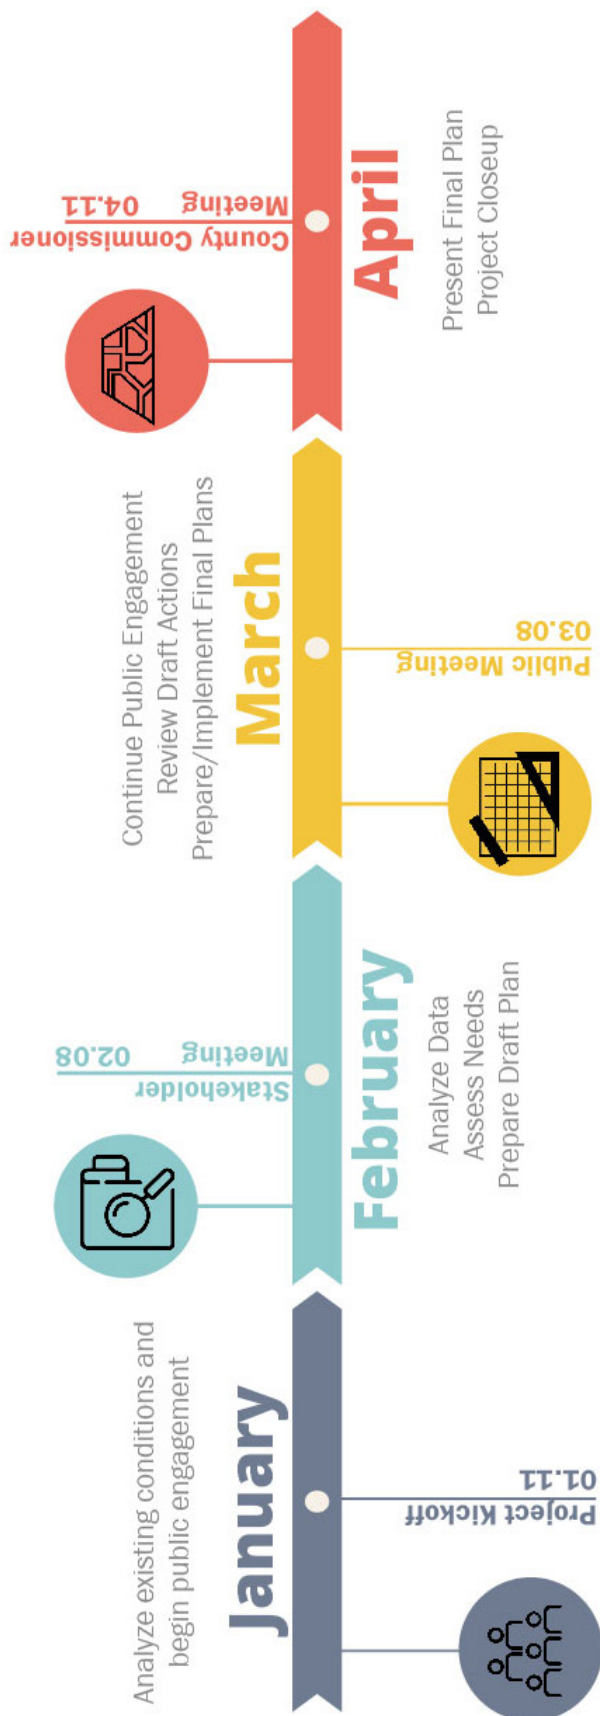 Analyze existing conditions and
begin public engagement
January
Project Kickoff
01.11
Stakeholder
Meeting 02.08
February
Analyze Data
Assess Needs
Prepare Draft Plan
Continue Public Engagement
Review Draft Actions
Prepare/Implement Final Plans
March
Public Meeting
03.08
County Commissioner
Meeting 04.11
April
Present Final Plan
Project Closeup